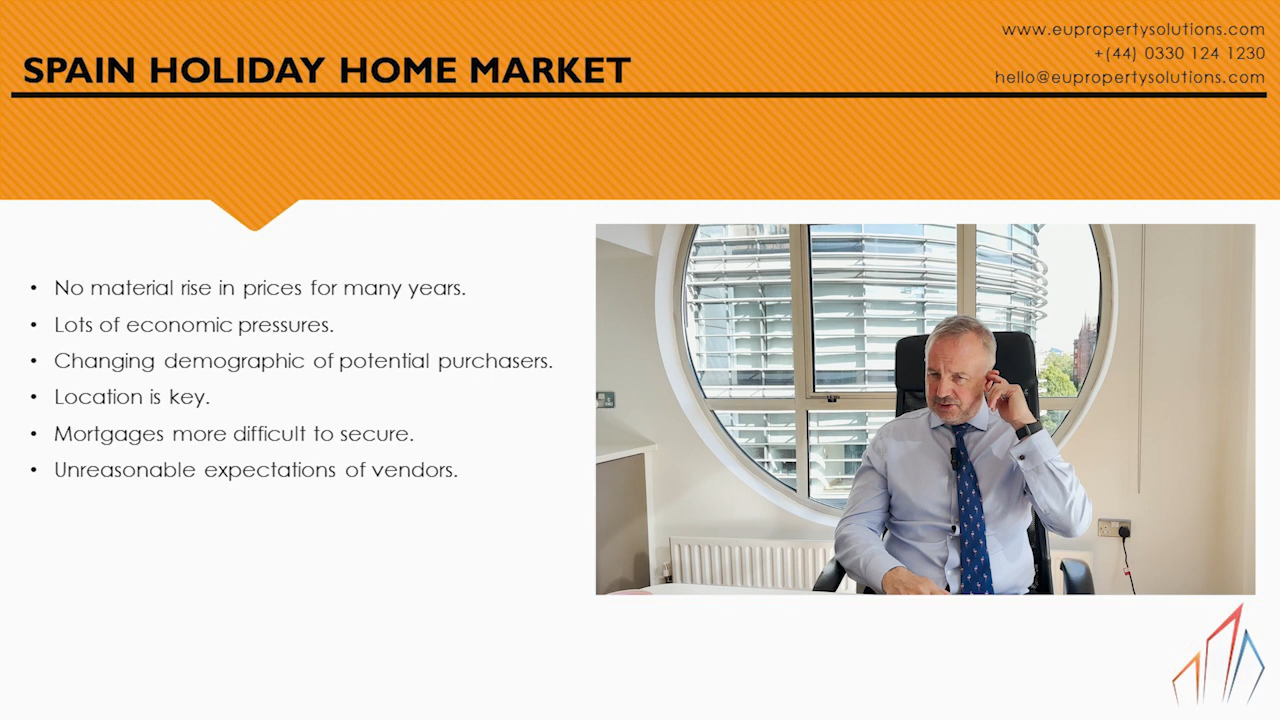 SPAIN HOLIDAY HOME MARKET
www.eupropertysolutions.com
+(44) 0330 124 1230
hello@eupropertysolutions.com
• No material rise in prices for many years.
• Lots of economic pressures.
• Changing demographic of potential purchasers.
• Location is key.
• Mortgages more difficult to secure.
• Unreasonable expectations of vendors.